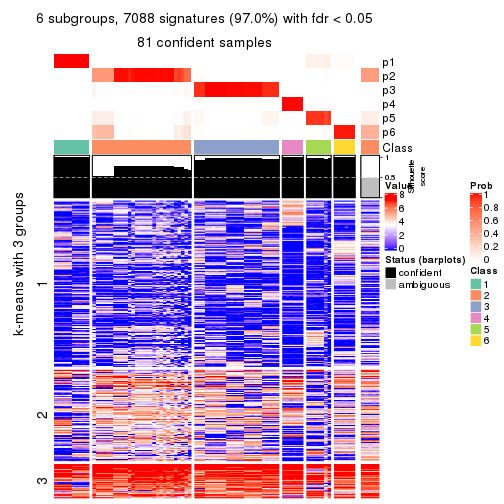 6 subgroups, 7088 signatures (97.0%) with fdr < 0.05
81 confident samples
p1
p2
p3
p4
p5
p6
Class
1
0.5
0
Silhouette
score
k-means with 3 groups
1
2
3
Value
8
6
4
2
0
Status (barplots)
confident
ambiguous
Prob
1
0.8
0.6
0.4
0.2
0
Class
1
2
3
4
5
6